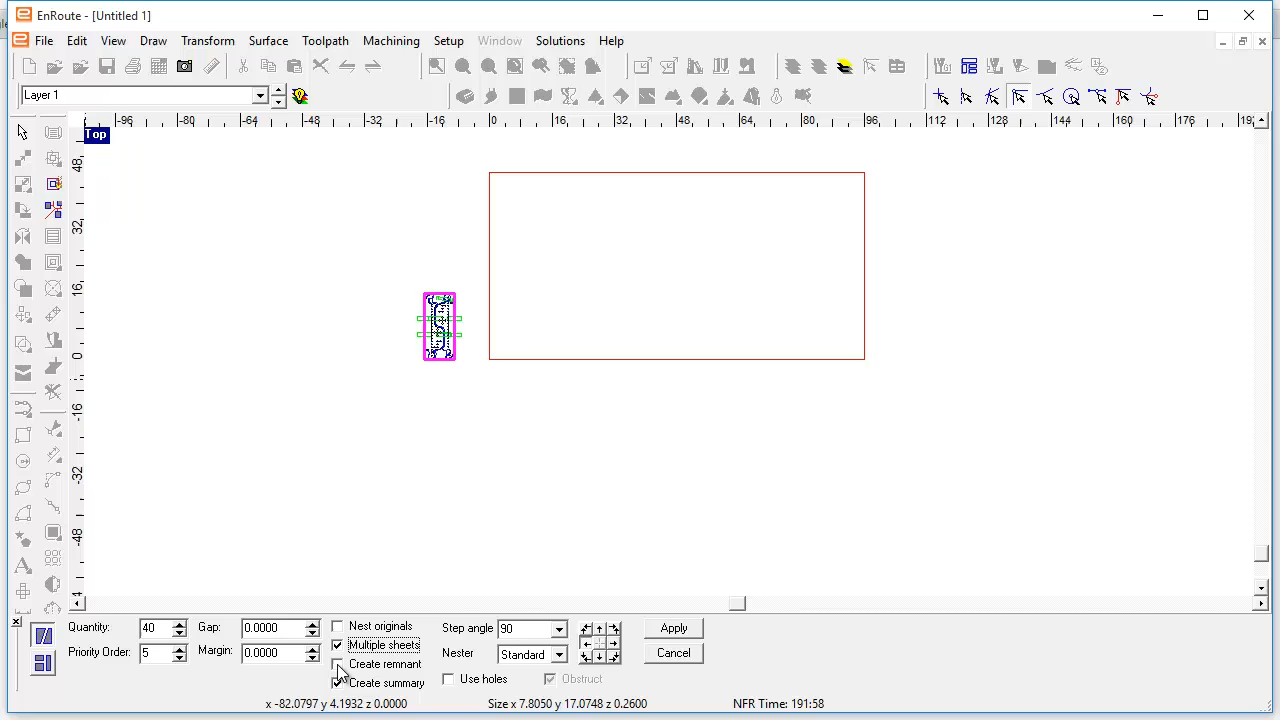 EnRoute - [Untitled 1]
File Edit View Draw Transform Surface Toolpath Machining Setup Window Solutions Help
Layer 1
-96 -80 -64 -48 -32 -16 0 16 32 48 64 80 96 112 128 144 160 176 192
Top
48
32
16
0
-16
-32
-48
Quantity: 40 Gap: 0.0000 Nest originals Step angle 90 Apply
Multiple sheets
Priority Order: 5 Margin: 0.0000 Create remnant Nester Standard Cancel
Create summary Use holes Obstruct
x -82.0797 y 4.1932 z 0.0000 Size x 7.8050 y 17.0748 z 0.2600 NFR Time: 191:58